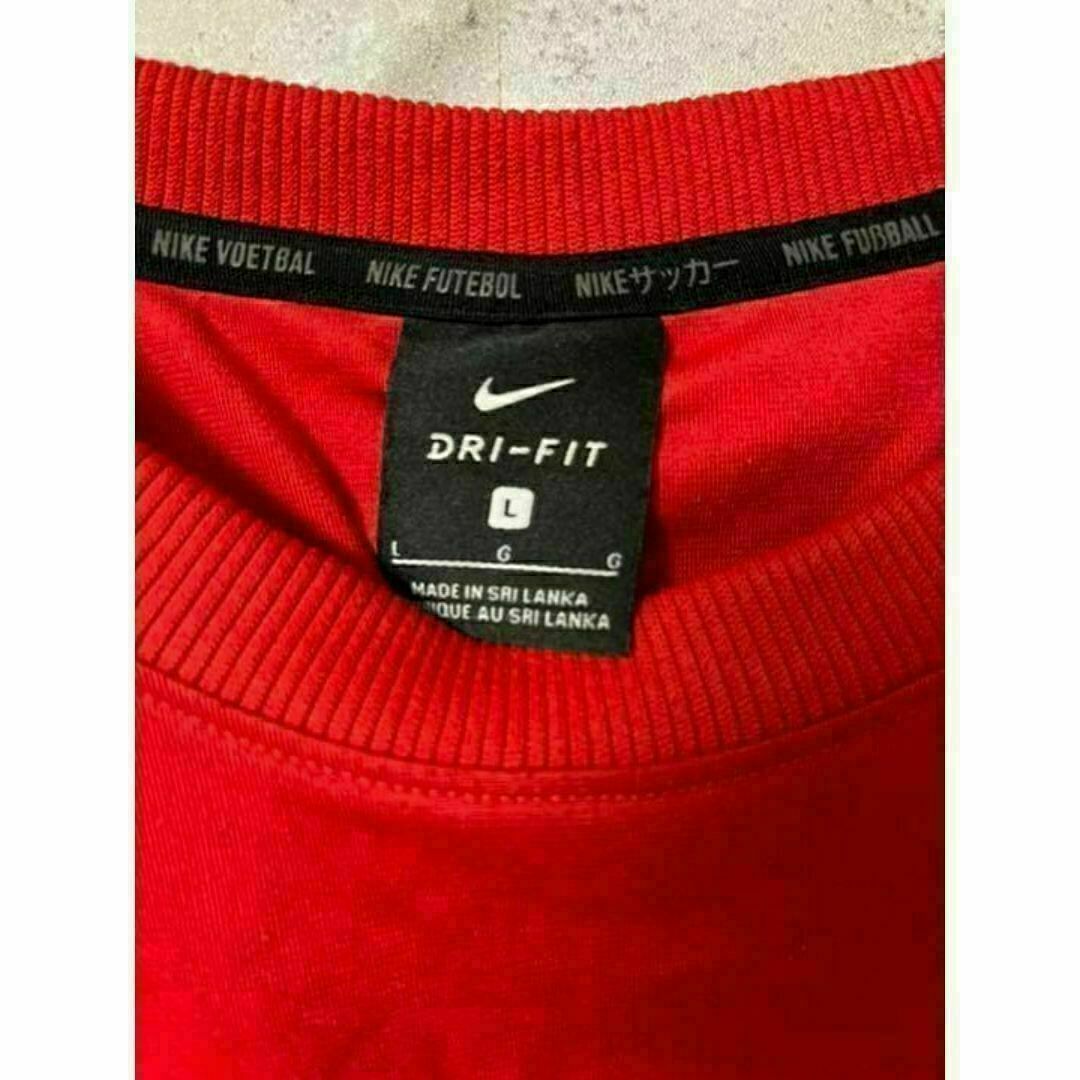 NIKE VOETBAL NIKE FUTEBOL NIKEサッカー NIKE FUßBALL
DRI-FIT
L
L G G
MADE IN SRI LANKA
AU SRI LANKA